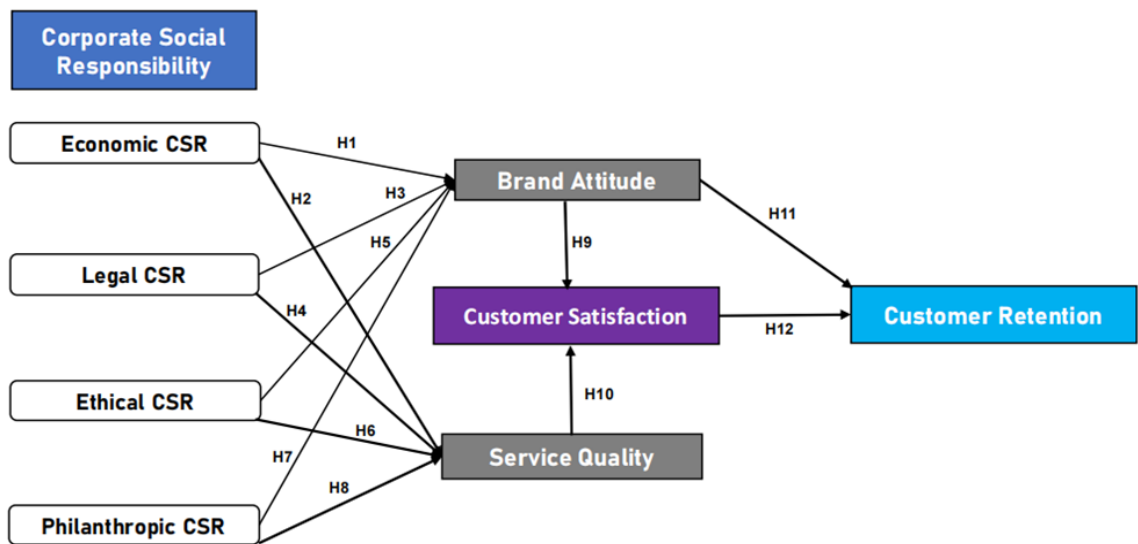 Corporate Social
Responsibility
Economic CSR
H1
Brand Attitude
H2
H3
H11
H5
H9
Legal CSR
H4
Customer Satisfaction
H12
Customer Retention
Ethical CSR
H10
H6
H7
Service Quality
H8
Philanthropic CSR